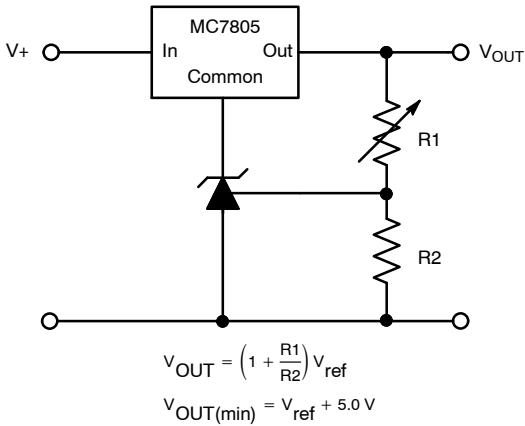 MC7805
V+
In
Out
VOUT
Common
R1
R2
VOUT = (1 + R1/R2) Vref
VOUT(min) = Vref + 5.0 V